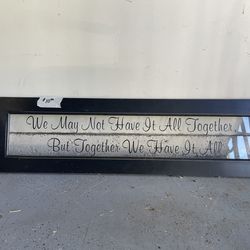 We May Not Have It All Together,
But Together We Have It All